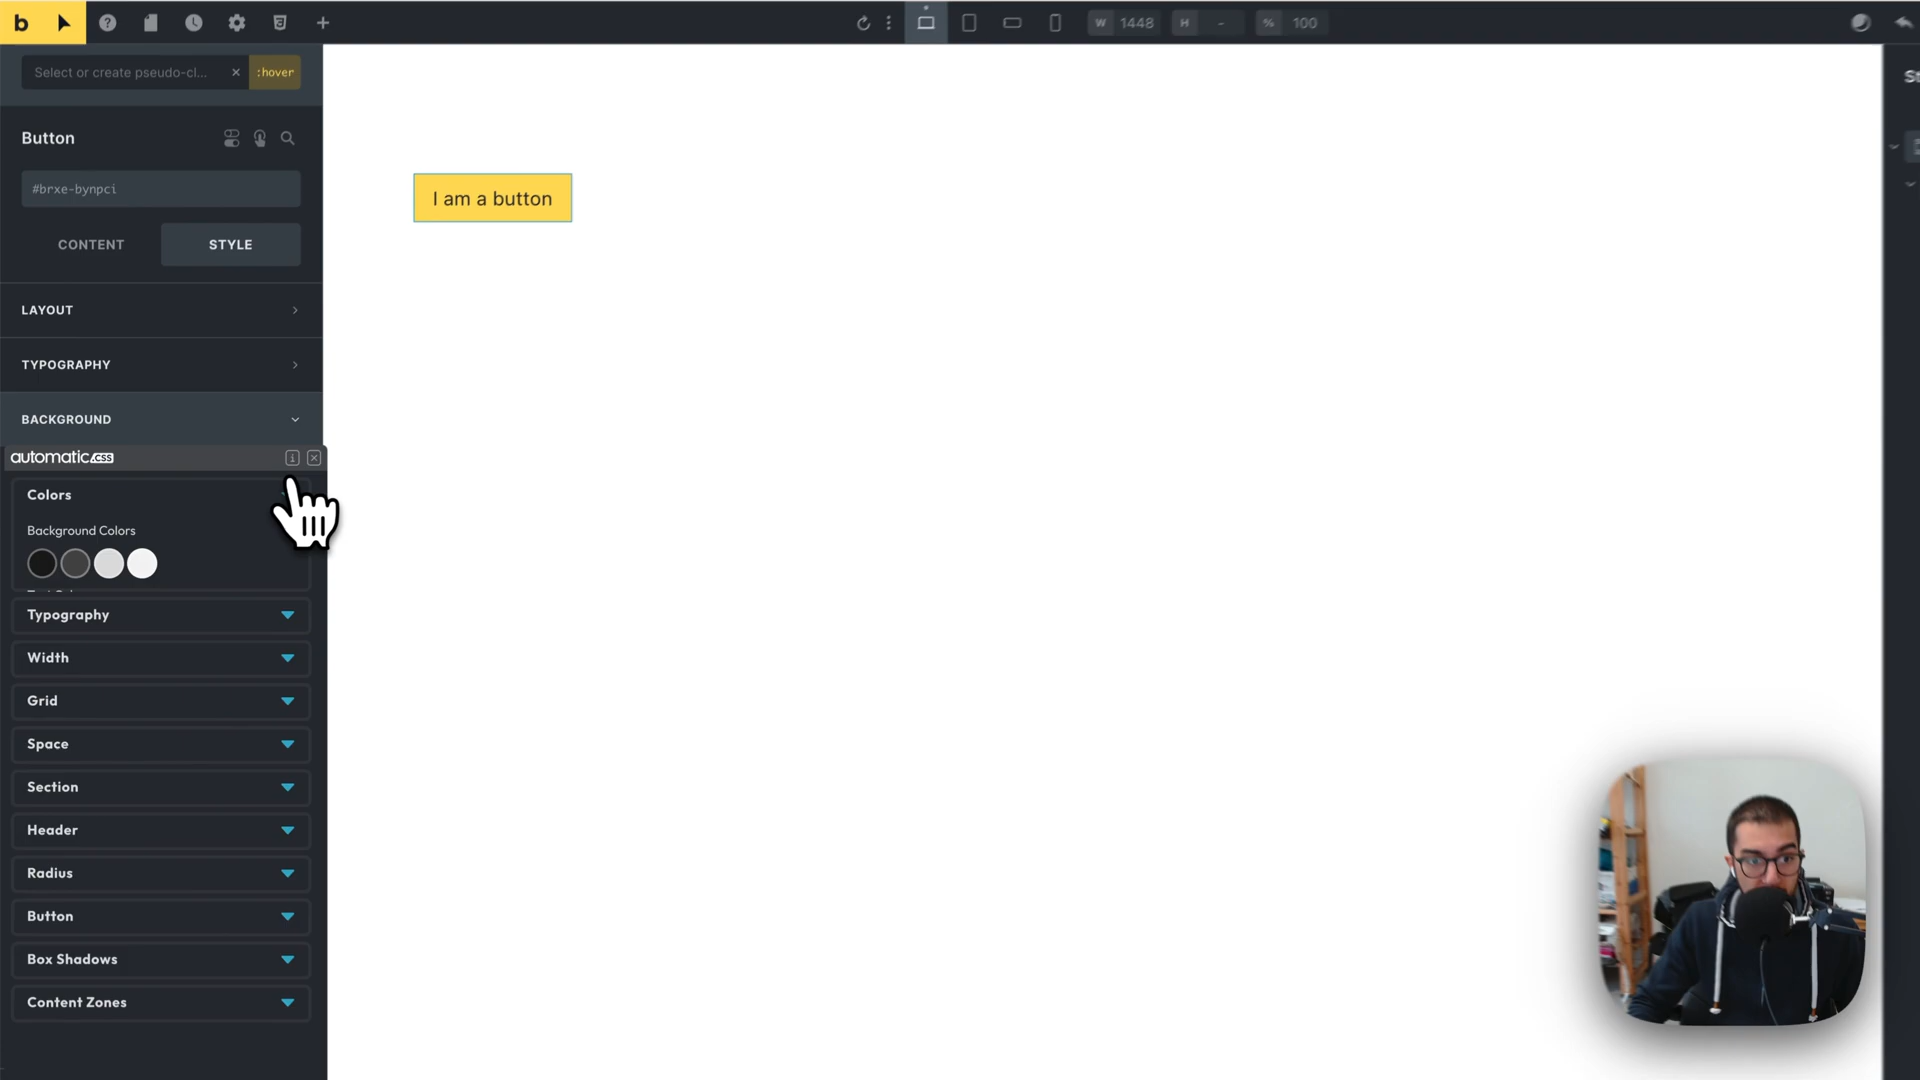 b
W 1448 H - % 100
Select or create pseudo-cl... × :hover
St
Button
#brxe-bynpci
CONTENT STYLE
I am a button
LAYOUT
TYPOGRAPHY
BACKGROUND
automatic.css
Colors
Background Colors
Typography
Width
Grid
Space
Section
Header
Radius
Button
Box Shadows
Content Zones